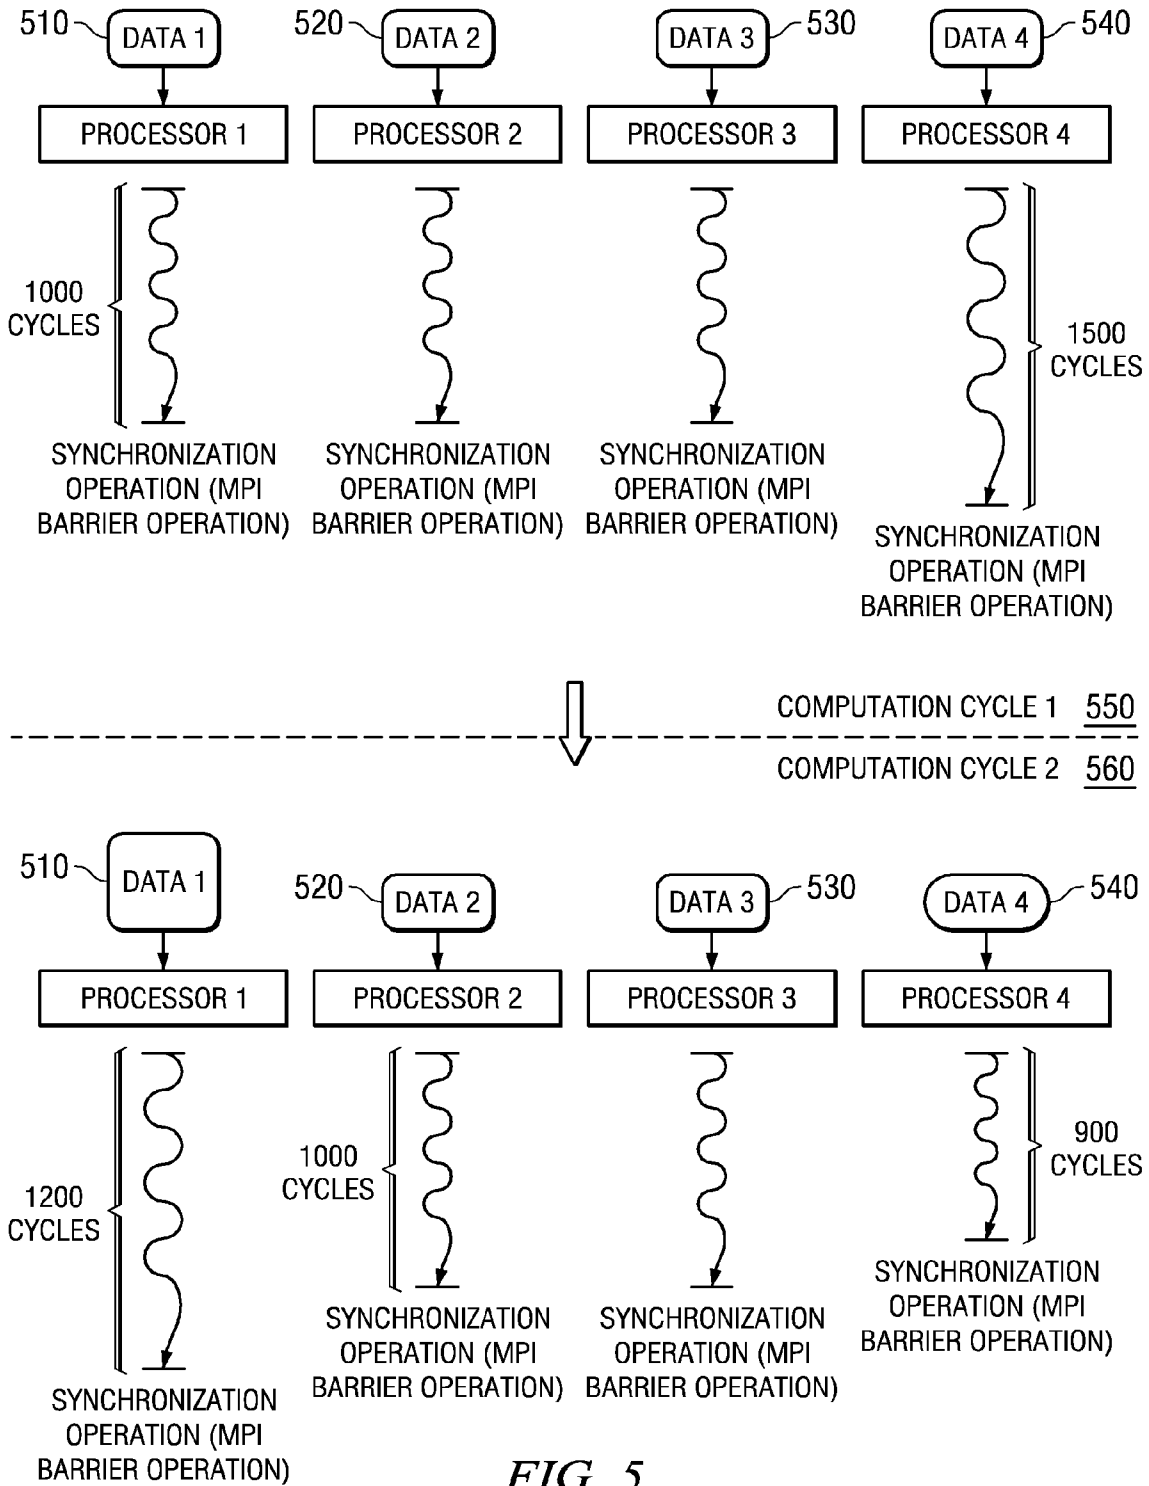 510 DATA 1
520 DATA 2
DATA 3 530
DATA 4 540
PROCESSOR 1
PROCESSOR 2
PROCESSOR 3
PROCESSOR 4
1000
CYCLES
1500
CYCLES
SYNCHRONIZATION
OPERATION (MPI
BARRIER OPERATION)
SYNCHRONIZATION
OPERATION (MPI
BARRIER OPERATION)
SYNCHRONIZATION
OPERATION (MPI
BARRIER OPERATION)
SYNCHRONIZATION
OPERATION (MPI
BARRIER OPERATION)
COMPUTATION CYCLE 1 550
COMPUTATION CYCLE 2 560
510 DATA 1
520 DATA 2
DATA 3 530
DATA 4 540
PROCESSOR 1
PROCESSOR 2
PROCESSOR 3
PROCESSOR 4
1200
CYCLES
1000
CYCLES
900
CYCLES
SYNCHRONIZATION
OPERATION (MPI
BARRIER OPERATION)
SYNCHRONIZATION
OPERATION (MPI
BARRIER OPERATION)
SYNCHRONIZATION
OPERATION (MPI
BARRIER OPERATION)
SYNCHRONIZATION
OPERATION (MPI
BARRIER OPERATION)
FIG. 5